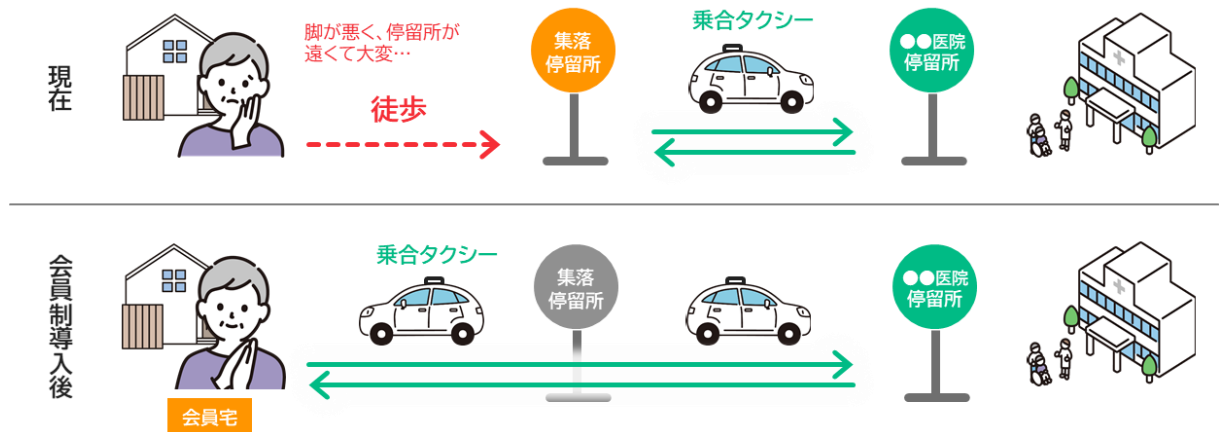 現在
脚が悪く、停留所が
遠くて大変…
徒歩
集落
停留所
乗合タクシー
●●医院
停留所
会員制導入後
会員宅
乗合タクシー
集落
停留所
●●医院
停留所